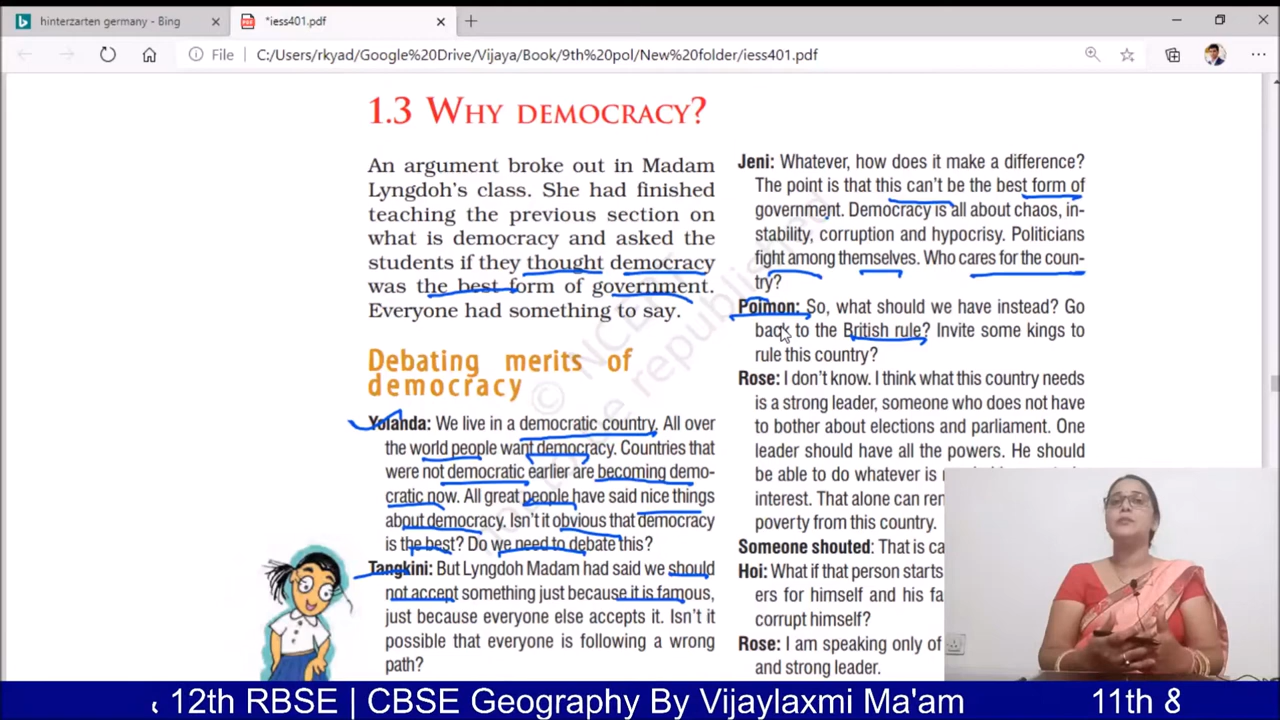 hinterzarten germany - Bing
*iess401.pdf
File
C:/Users/rkyad/Google%20Drive/Vijaya/Book/9th%20pol/New%20folder/iess401.pdf
1.3 WHY DEMOCRACY?
An argument broke out in Madam
Lyngdoh's class. She had finished
teaching the previous section on
what is democracy and asked the
students if they thought democracy
was the best form of government.
Everyone had something to say.
Debating merits of
democracy
Yolanda: We live in a democratic country. All over
the world people want democracy. Countries that
were not democratic earlier are becoming demo-
cratic now. All great people have said nice things
about democracy. Isn't it obvious that democracy
is the best? Do we need to debate this?
Tangkini: But Lyngdoh Madam had said we should
not accept something just because it is famous,
just because everyone else accepts it. Isn't it
possible that everyone is following a wrong
path?
Jeni: Whatever, how does it make a difference?
The point is that this can't be the best form of
government. Democracy is all about chaos, in-
stability, corruption and hypocrisy. Politicians
fight among themselves. Who cares for the coun-
try?
Poimon: So, what should we have instead? Go
back to the British rule? Invite some kings to
rule this country?
Rose: I don't know. I think what this country needs
is a strong leader, someone who does not have
to bother about elections and parliament. One
leader should have all the powers. He should
be able to do whatever is
interest. That alone can
poverty from this country.
Someone shouted: That is
Hoi: What if that person starts
ers for himself and his
corrupt himself?
Rose: I am speaking only of
and strong leader.
© NCERT
republished
12th RBSE | CBSE Geography By Vijaylaxmi Ma'am
11th &